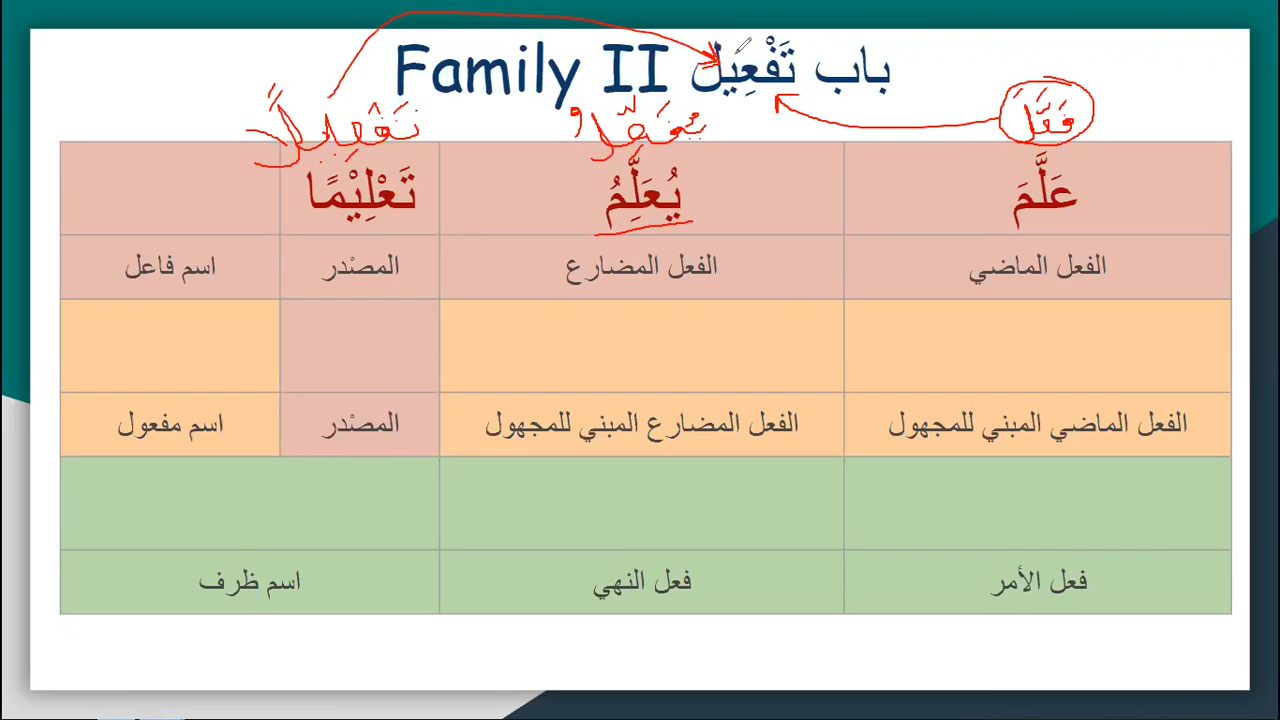 باب تَفْعِيل Family II
فَعَّلَ يُفَعِّلُ تَفْعِيلاً
عَلَّمَ يُعَلِّمُ تَعْلِيْمًا
الفعل الماضي الفعل المضارع المصْدر اسم فاعل
الفعل الماضي المبني للمجهول الفعل المضارع المبني للمجهول المصْدر اسم مفعول
فعل الأمر فعل النهي اسم ظرف